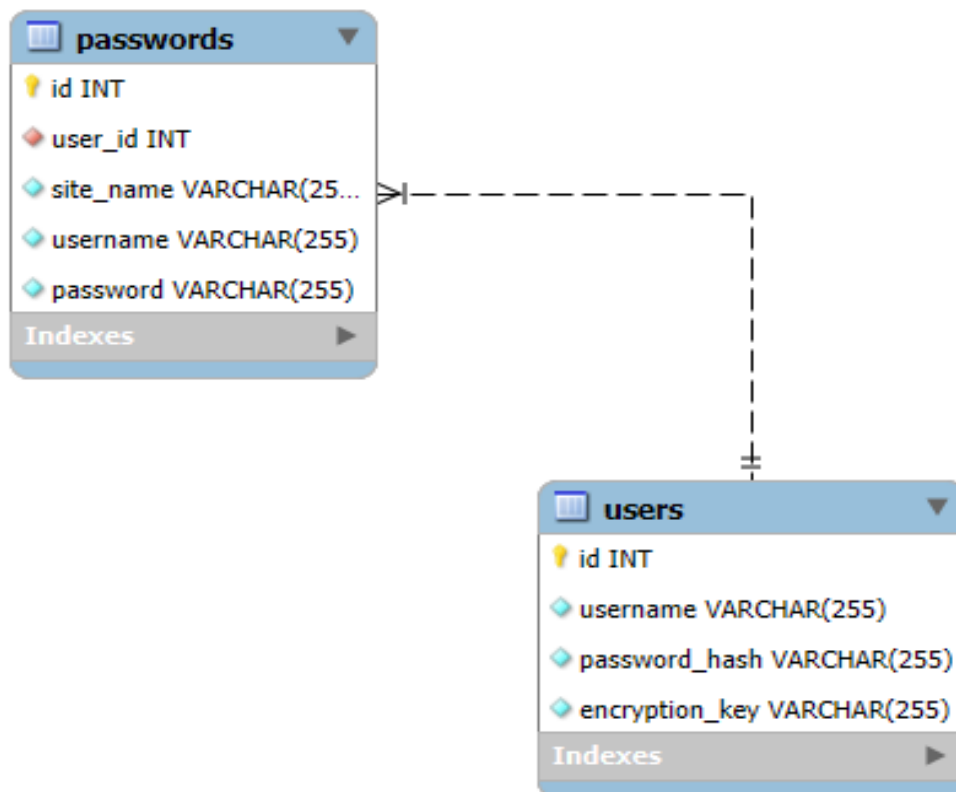 passwords
id INT
user_id INT
site_name VARCHAR(25...
username VARCHAR(255)
password VARCHAR(255)
Indexes
users
id INT
username VARCHAR(255)
password_hash VARCHAR(255)
encryption_key VARCHAR(255)
Indexes